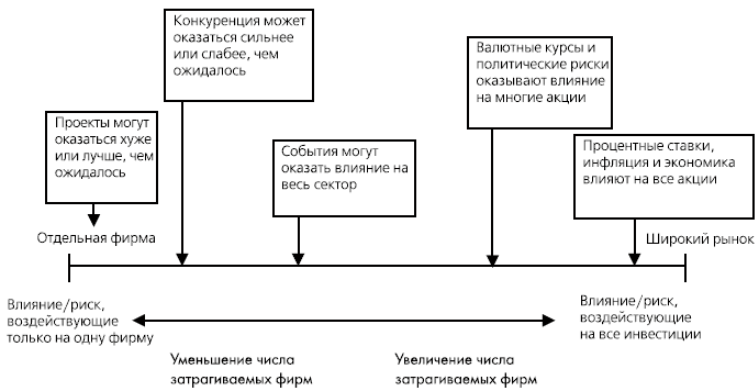 Конкуренция может
оказаться сильнее
или слабее, чем
ожидалось
Валютные курсы и
политические риски
оказывают влияние
на многие акции
Проекты могут
оказаться хуже
или лучше, чем
ожидалось
События могут
оказать влияние на
весь сектор
Процентные ставки,
инфляция и экономика
влияют на все акции
Отдельная фирма
Широкий рынок
Влияние/риск,
воздействующие
только на одну фирму
Влияние/риск,
воздействующие
на все инвестиции
Уменьшение числа
затрагиваемых фирм
Увеличение числа
затрагиваемых фирм